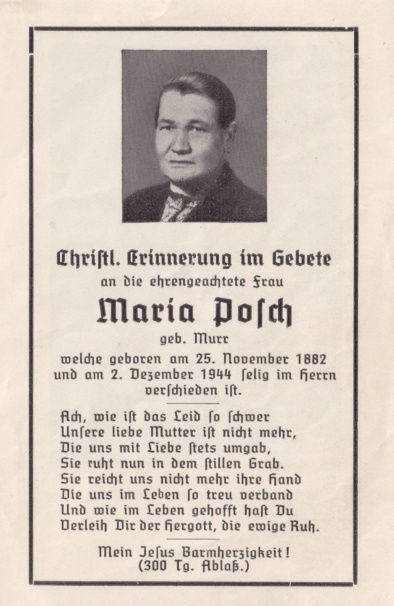 Christl. Erinnerung im Gebete
an die ehrengeachtete Frau
Maria Posch
geb. Murr
welche geboren am 25. November 1882
und am 2. Dezember 1944 selig im Herrn
verschieden ist.
Ach, wie ist das Leid so schwer
Unsere liebe Mutter ist nicht mehr,
Die uns mit Liebe stets umgab,
Sie ruht nun in dem stillen Grab.
Sie reicht uns nicht mehr ihre Hand
Die uns im Leben so treu verband
Und wie im Leben gehofft hast Du
Verleih Dir der Hergott, die ewige Ruh.
Mein Jesus Barmherzigkeit!
(300 Tg. Ablaß.)